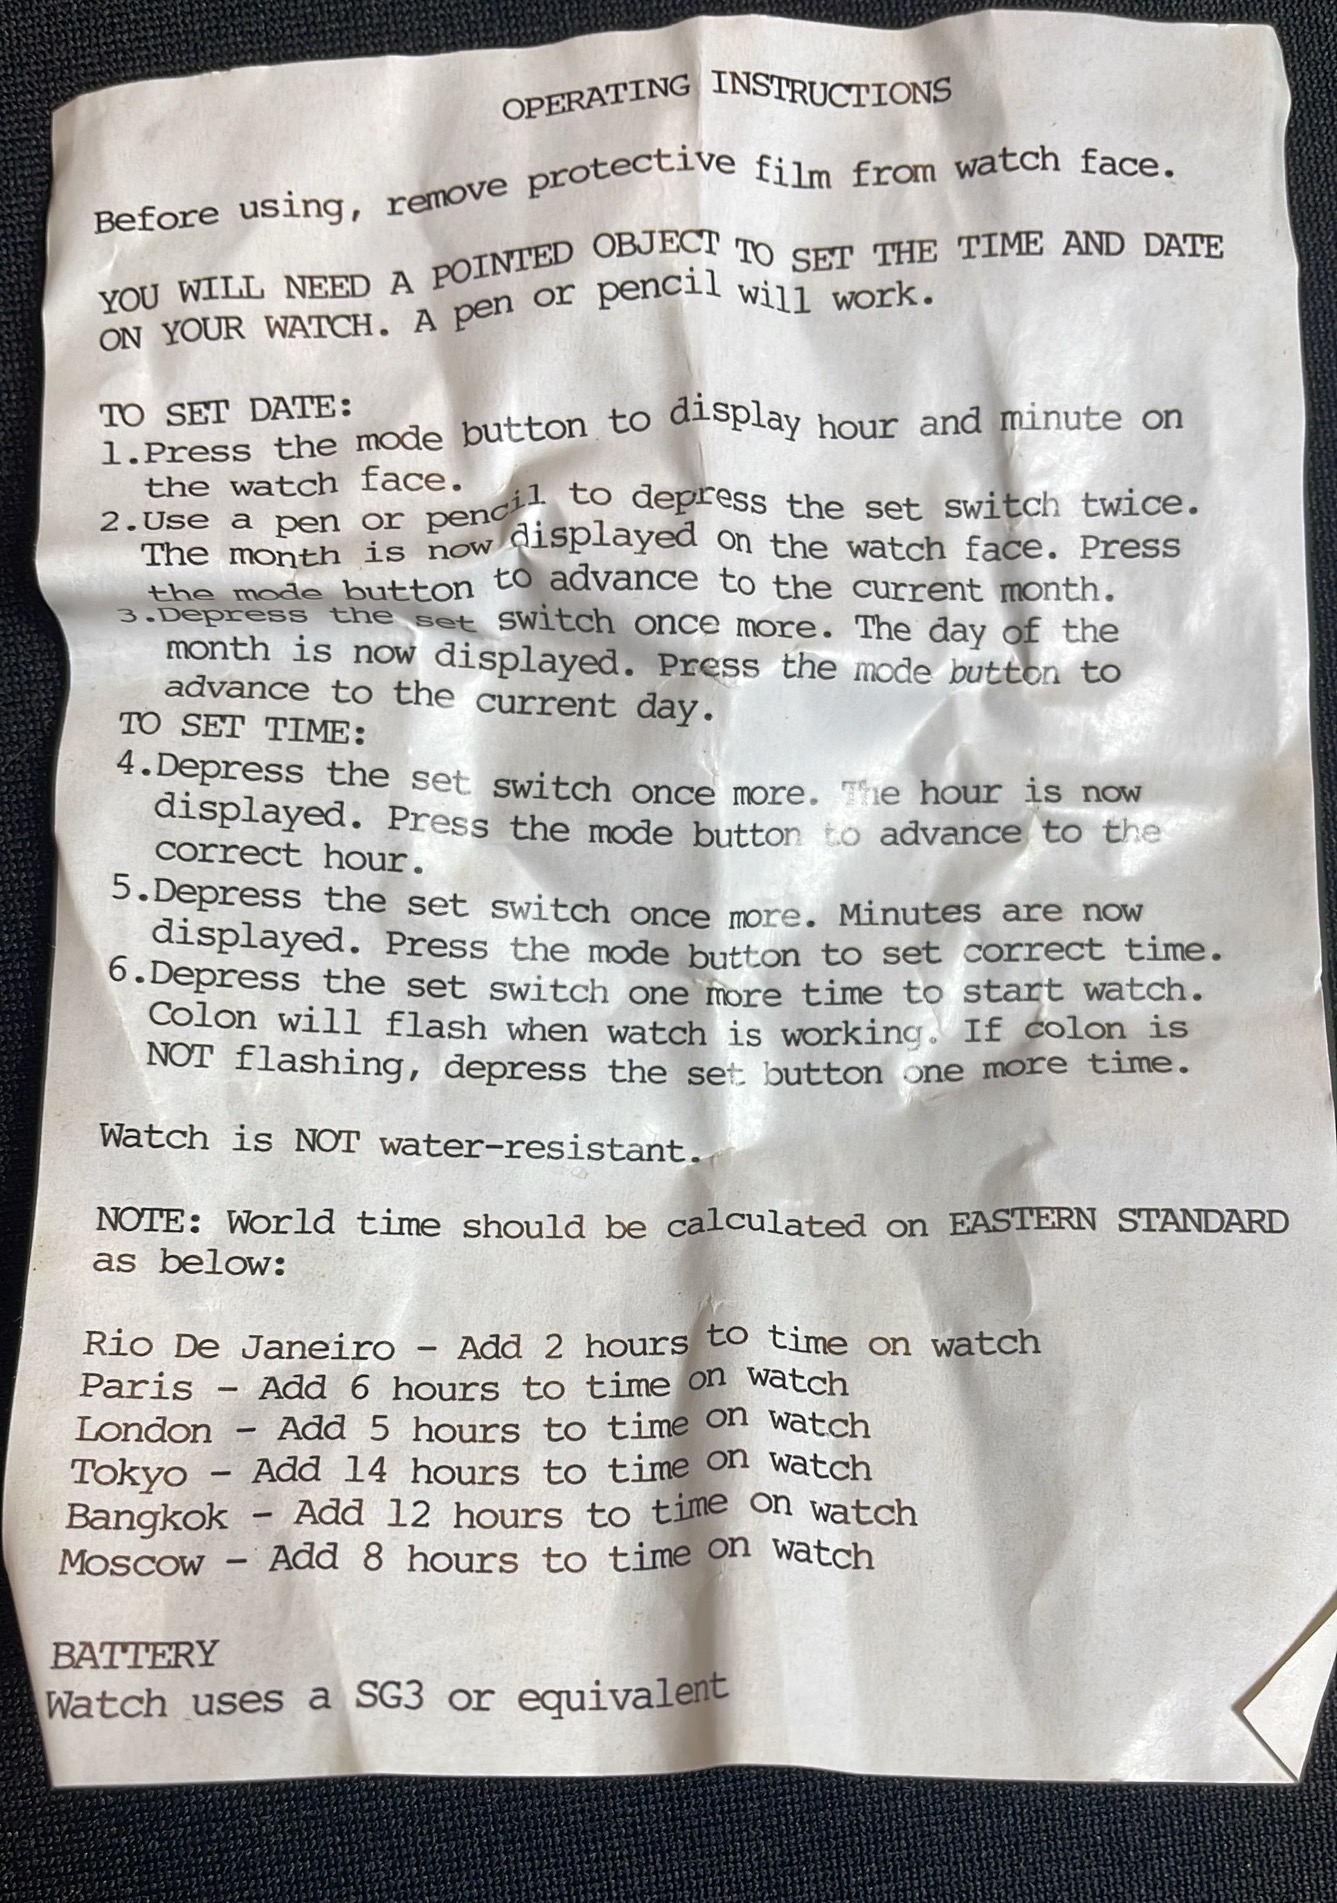 OPERATING INSTRUCTIONS
Before using, remove protective film from watch face.
YOU WILL NEED A POINTED OBJECT TO SET THE TIME AND DATE
ON YOUR WATCH. A pen or pencil will work.
TO SET DATE:
1.Press the mode button to display hour and minute on
the watch face.
2.Use a pen or pencil to depress the set switch twice.
The month is now displayed on the watch face. Press
the mode button to advance to the current month.
3.Depress the set switch once more. The day of the
month is now displayed. Press the mode button to
advance to the current day.
TO SET TIME:
4.Depress the set switch once more. The hour is now
displayed. Press the mode button to advance to the
correct hour.
5.Depress the set switch once more. Minutes are now
displayed. Press the mode button to set correct time.
6.Depress the set switch one more time to start watch.
Colon will flash when watch is working. If colon is
NOT flashing, depress the set button one more time.
Watch is NOT water-resistant.
NOTE: World time should be calculated on EASTERN STANDARD
as below:
Rio De Janeiro - Add 2 hours to time on watch
Paris - Add 6 hours to time on watch
London - Add 5 hours to time on watch
Tokyo - Add 14 hours to time on watch
Bangkok - Add 12 hours to time on watch
Moscow - Add 8 hours to time on watch
BATTERY
Watch uses a SG3 or equivalent